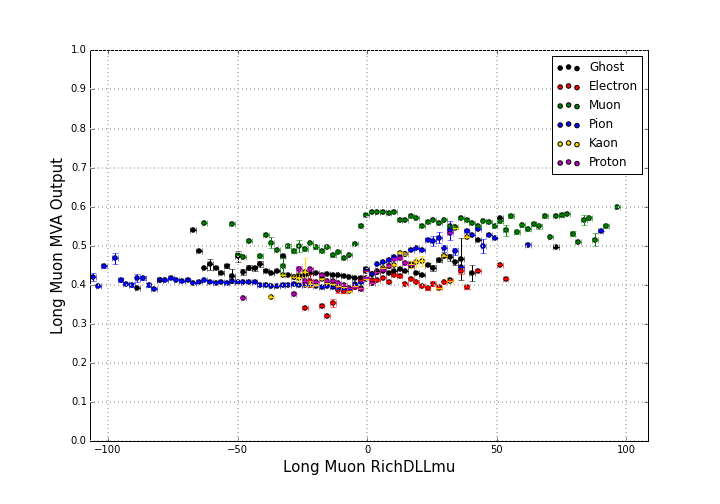 1.0
0.9
0.8
0.7
0.6
0.5
0.4
0.3
0.2
0.1
0.0
Long Muon MVA Output
Ghost
Electron
Muon
Pion
Kaon
Proton
−100 −50 0 50 100
Long Muon RichDLLmu